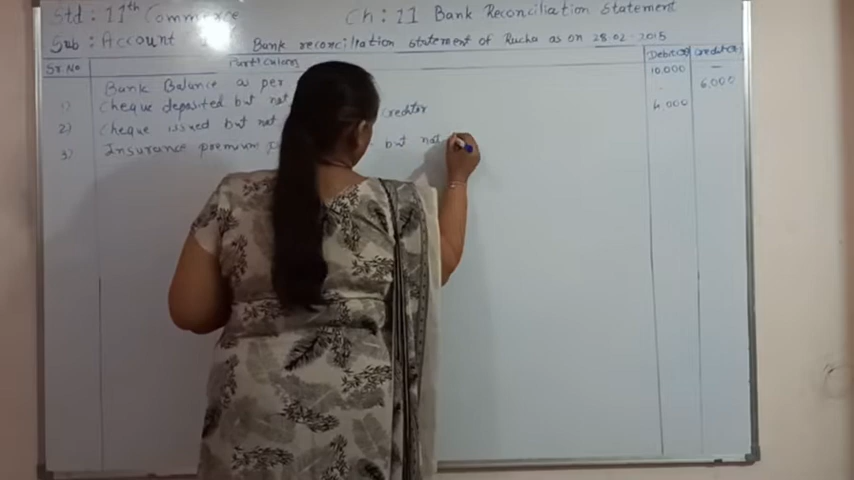 Std : 11th Commerce
Ch : 11 Bank Reconciliation Statement
Sub : Account
Bank reconciliation statement of Rucha as on 28.02.2015
Sr.No Particulars Debit Creditor
Bank Balance as per 10,000 —
1) Cheque deposited but not 6,000
2) Cheque issued but not creditor 4,000
3) Insurance premium but not